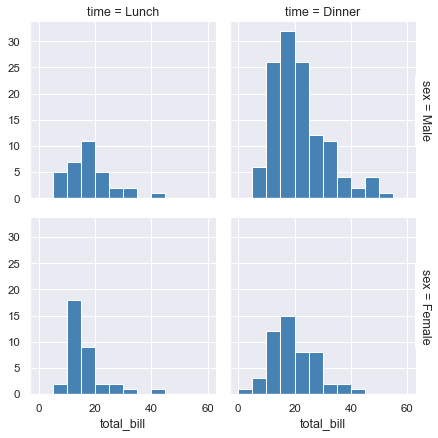 time = Lunch
time = Dinner
30
25
20
15
10
5
0
sex = Male
30
25
20
15
10
5
0
sex = Female
0 20 40 60
0 20 40 60
total_bill
total_bill